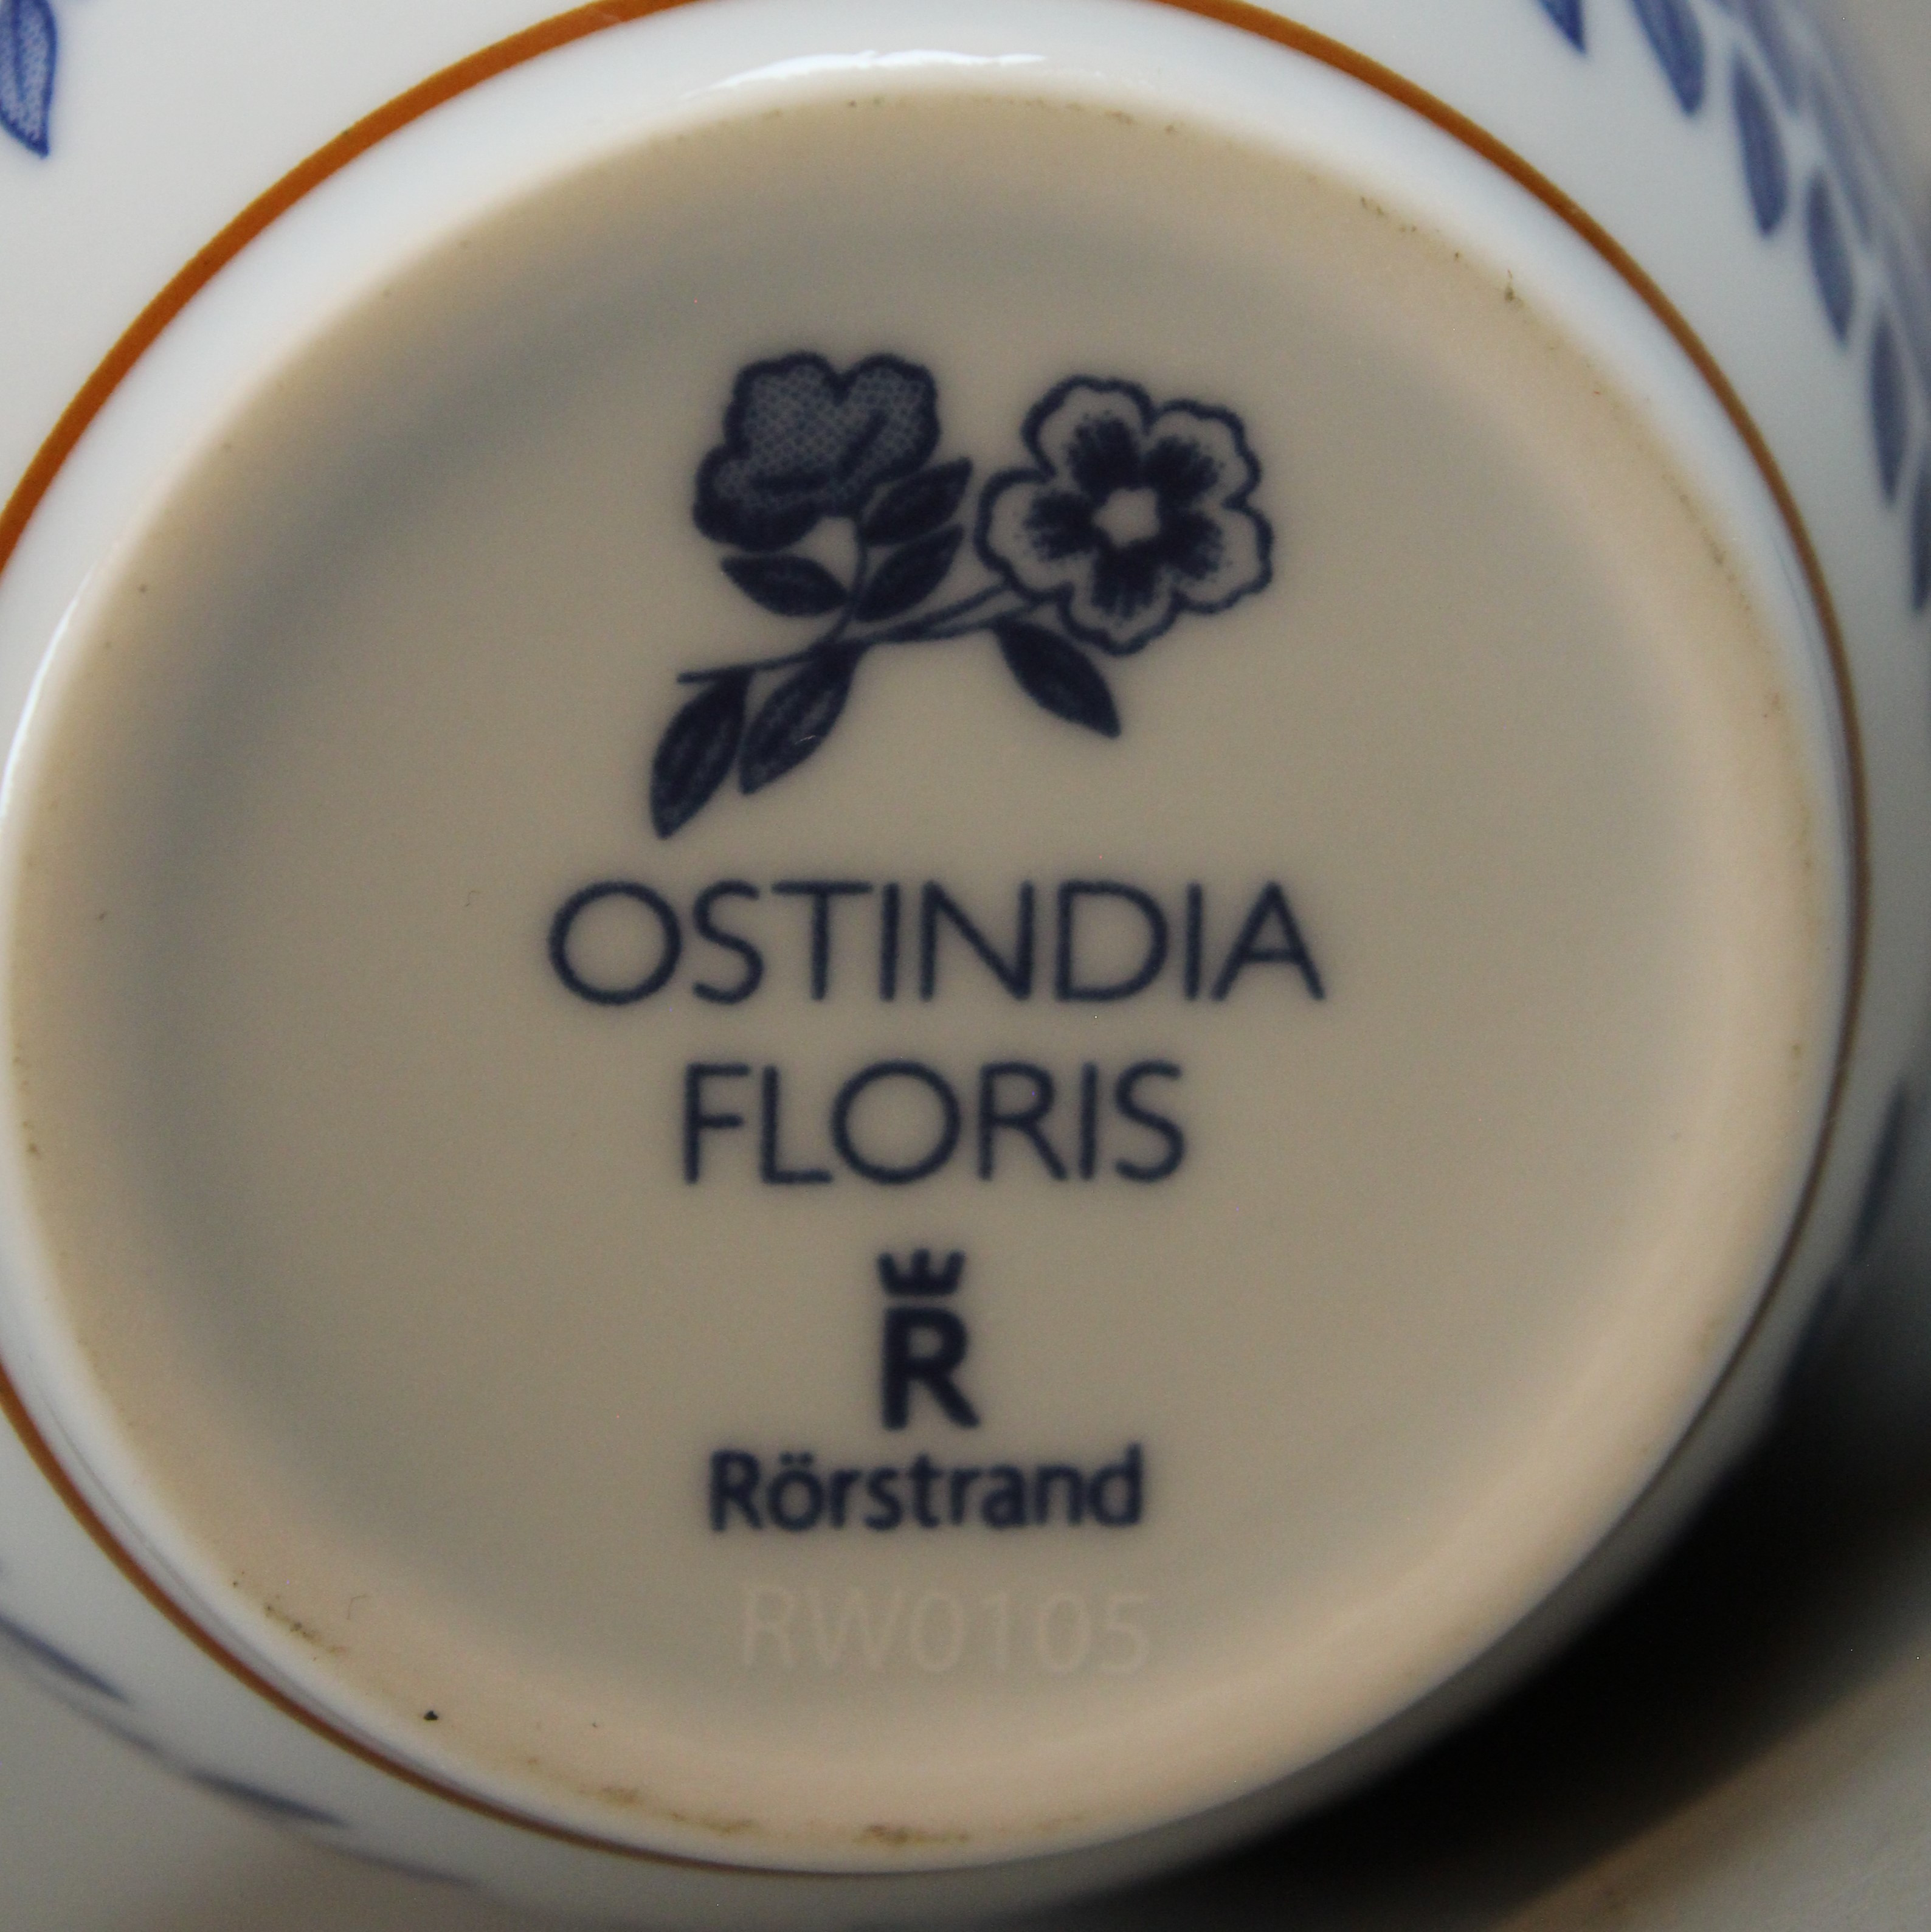 OSTINDIA
FLORIS
R
Rörstrand
RW0105